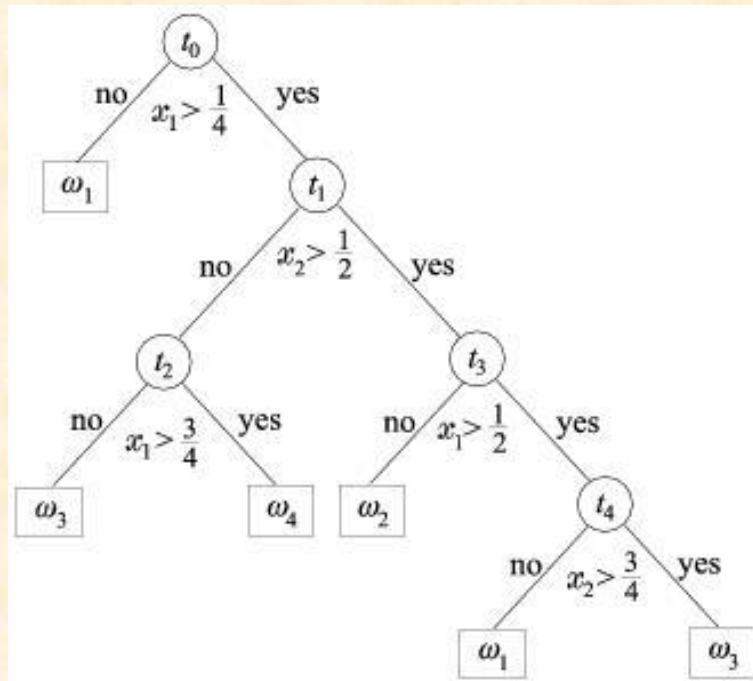 t₀
no
x₁ > 1/4
yes
ω₁
t₁
no
x₂ > 1/2
yes
t₂
t₃
no
x₁ > 3/4
yes
no
x₁ > 1/2
yes
ω₃
ω₄
ω₂
t₄
no
x₂ > 3/4
yes
ω₁
ω₃